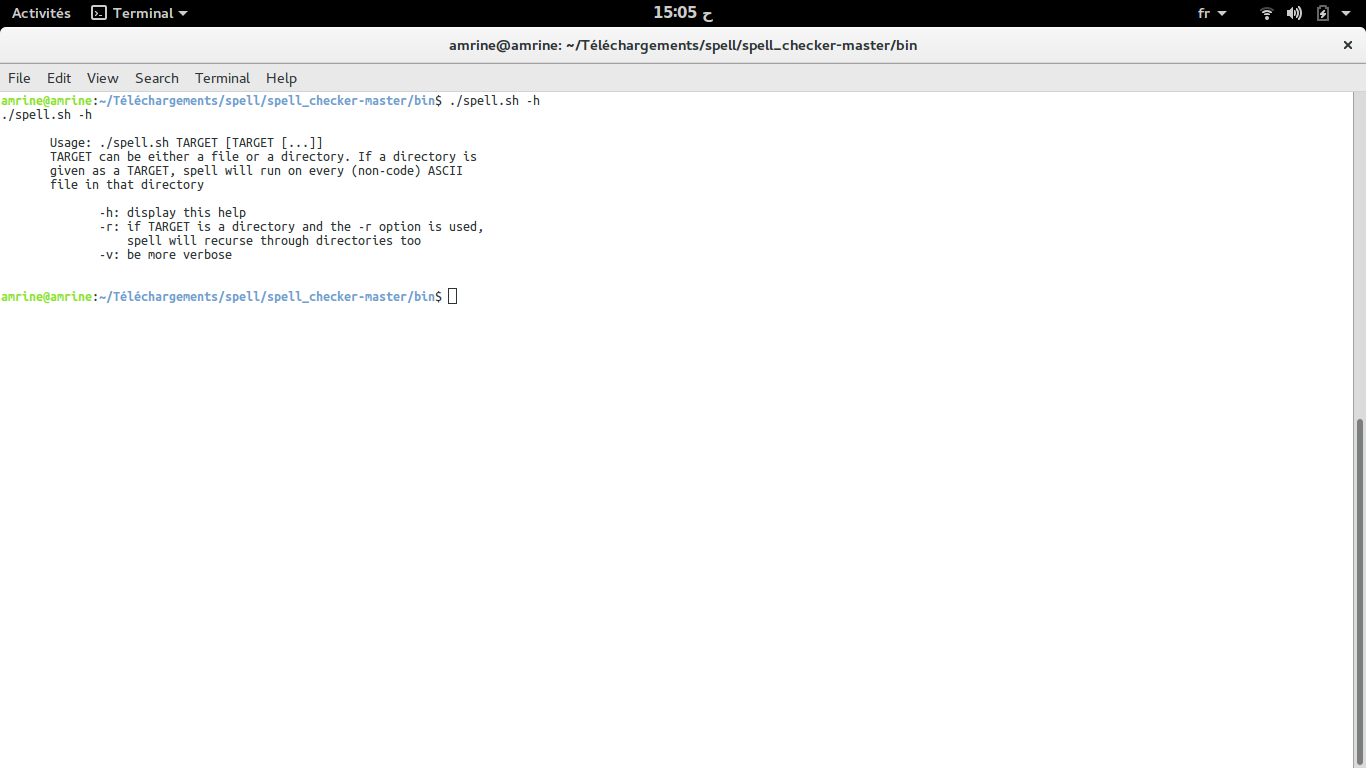 Activités Terminal 15:05 ح fr
amrine@amrine: ~/Téléchargements/spell/spell_checker-master/bin ×
File Edit View Search Terminal Help
amrine@amrine:~/Téléchargements/spell/spell_checker-master/bin$ ./spell.sh -h
./spell.sh -h
Usage: ./spell.sh TARGET [TARGET [...]]
TARGET can be either a file or a directory. If a directory is
given as a TARGET, spell will run on every (non-code) ASCII
file in that directory
-h: display this help
-r: if TARGET is a directory and the -r option is used,
spell will recurse through directories too
-v: be more verbose
amrine@amrine:~/Téléchargements/spell/spell_checker-master/bin$